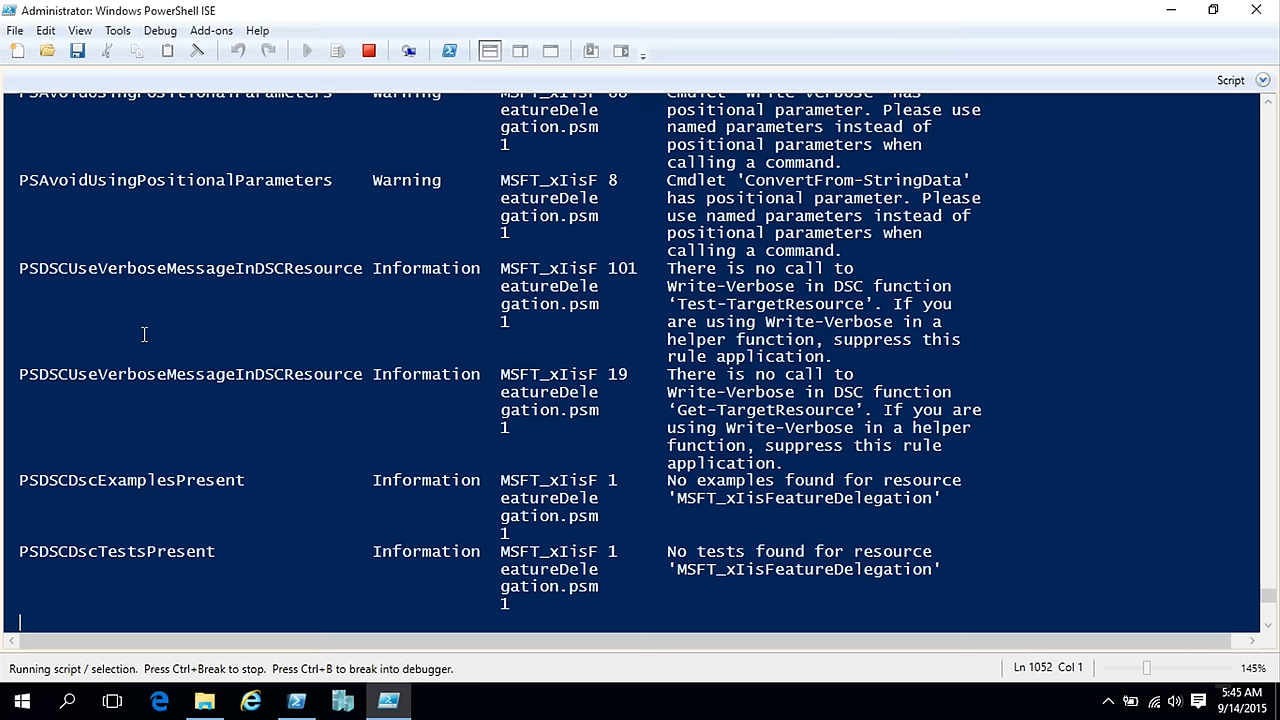 Administrator: Windows PowerShell ISE
File Edit View Tools Debug Add-ons Help
Script
PSAvoidUsingPositionalParameters Warning MSFT_xIisF 88 Cmdlet 'Write-Verbose' has
eatureDele positional parameter. Please use
gation.psm named parameters instead of
1 positional parameters when
calling a command.
PSAvoidUsingPositionalParameters Warning MSFT_xIisF 8 Cmdlet 'ConvertFrom-StringData'
eatureDele has positional parameter. Please
gation.psm use named parameters instead of
1 positional parameters when
calling a command.
PSDSCUseVerboseMessageInDSCResource Information MSFT_xIisF 101 There is no call to
eatureDele Write-Verbose in DSC function
gation.psm ‘Test-TargetResource’. If you
1 are using Write-Verbose in a
helper function, suppress this
rule application.
PSDSCUseVerboseMessageInDSCResource Information MSFT_xIisF 19 There is no call to
eatureDele Write-Verbose in DSC function
gation.psm ‘Get-TargetResource’. If you are
1 using Write-Verbose in a helper
function, suppress this rule
application.
PSDSCDscExamplesPresent Information MSFT_xIisF 1 No examples found for resource
eatureDele 'MSFT_xIisFeatureDelegation'
gation.psm
1
PSDSCDscTestsPresent Information MSFT_xIisF 1 No tests found for resource
eatureDele 'MSFT_xIisFeatureDelegation'
gation.psm
1
Running script / selection. Press Ctrl+Break to stop. Press Ctrl+B to break into debugger. Ln 1052 Col 1 145%
5:45 AM
9/14/2015